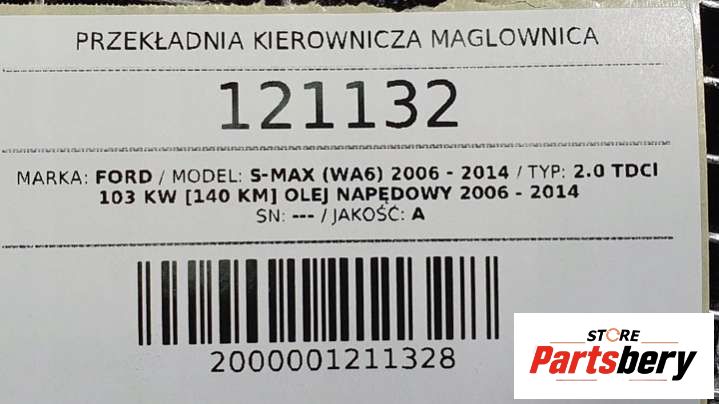 PRZEKŁADNIA KIEROWNICZA MAGLOWNICA
121132
MARKA: FORD / MODEL: S-MAX (WA6) 2006 - 2014 / TYP: 2.0 TDCI
103 KW [140 KM] OLEJ NAPĘDOWY 2006 - 2014
SN: --- / JAKOŚĆ: A
2000001211328
STORE
Partsbery